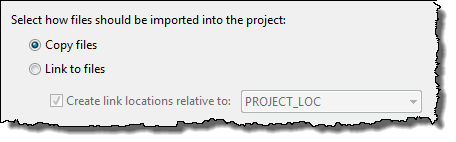 Select how files should be imported into the project:
Copy files
Link to files
Create link locations relative to: PROJECT_LOC